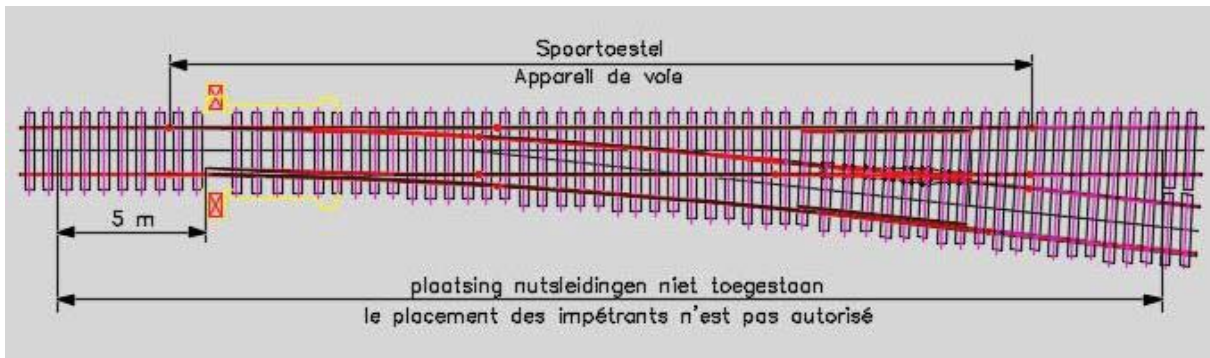 Spoortoestel
Appareil de voie
5 m
plaatsing nutsleidingen niet toegestaan
le placement des impétrants n'est pas autorisé